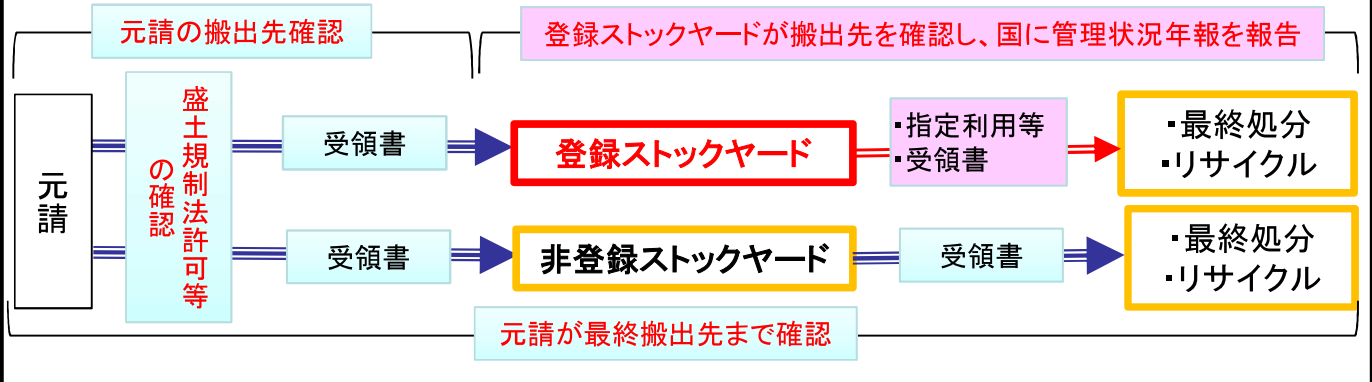 元請の搬出先確認
登録ストックヤードが搬出先を確認し、国に管理状況年報を報告
元請
盛土規制法許可等
の確認
受領書
登録ストックヤード
▪指定利用等
▪受領書
▪最終処分
▪リサイクル
受領書
非登録ストックヤード
受領書
▪最終処分
▪リサイクル
元請が最終搬出先まで確認